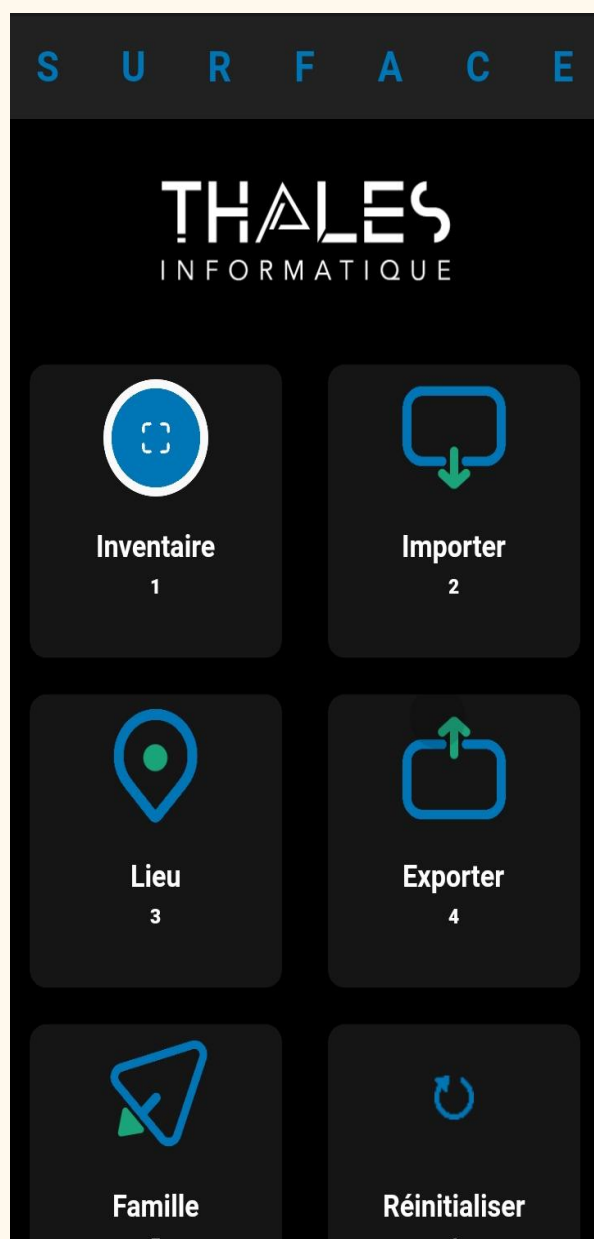 S U R F A C E
THALES
INFORMATIQUE
Inventaire
1
Importer
2
Lieu
3
Exporter
4
Famille
Réinitialiser